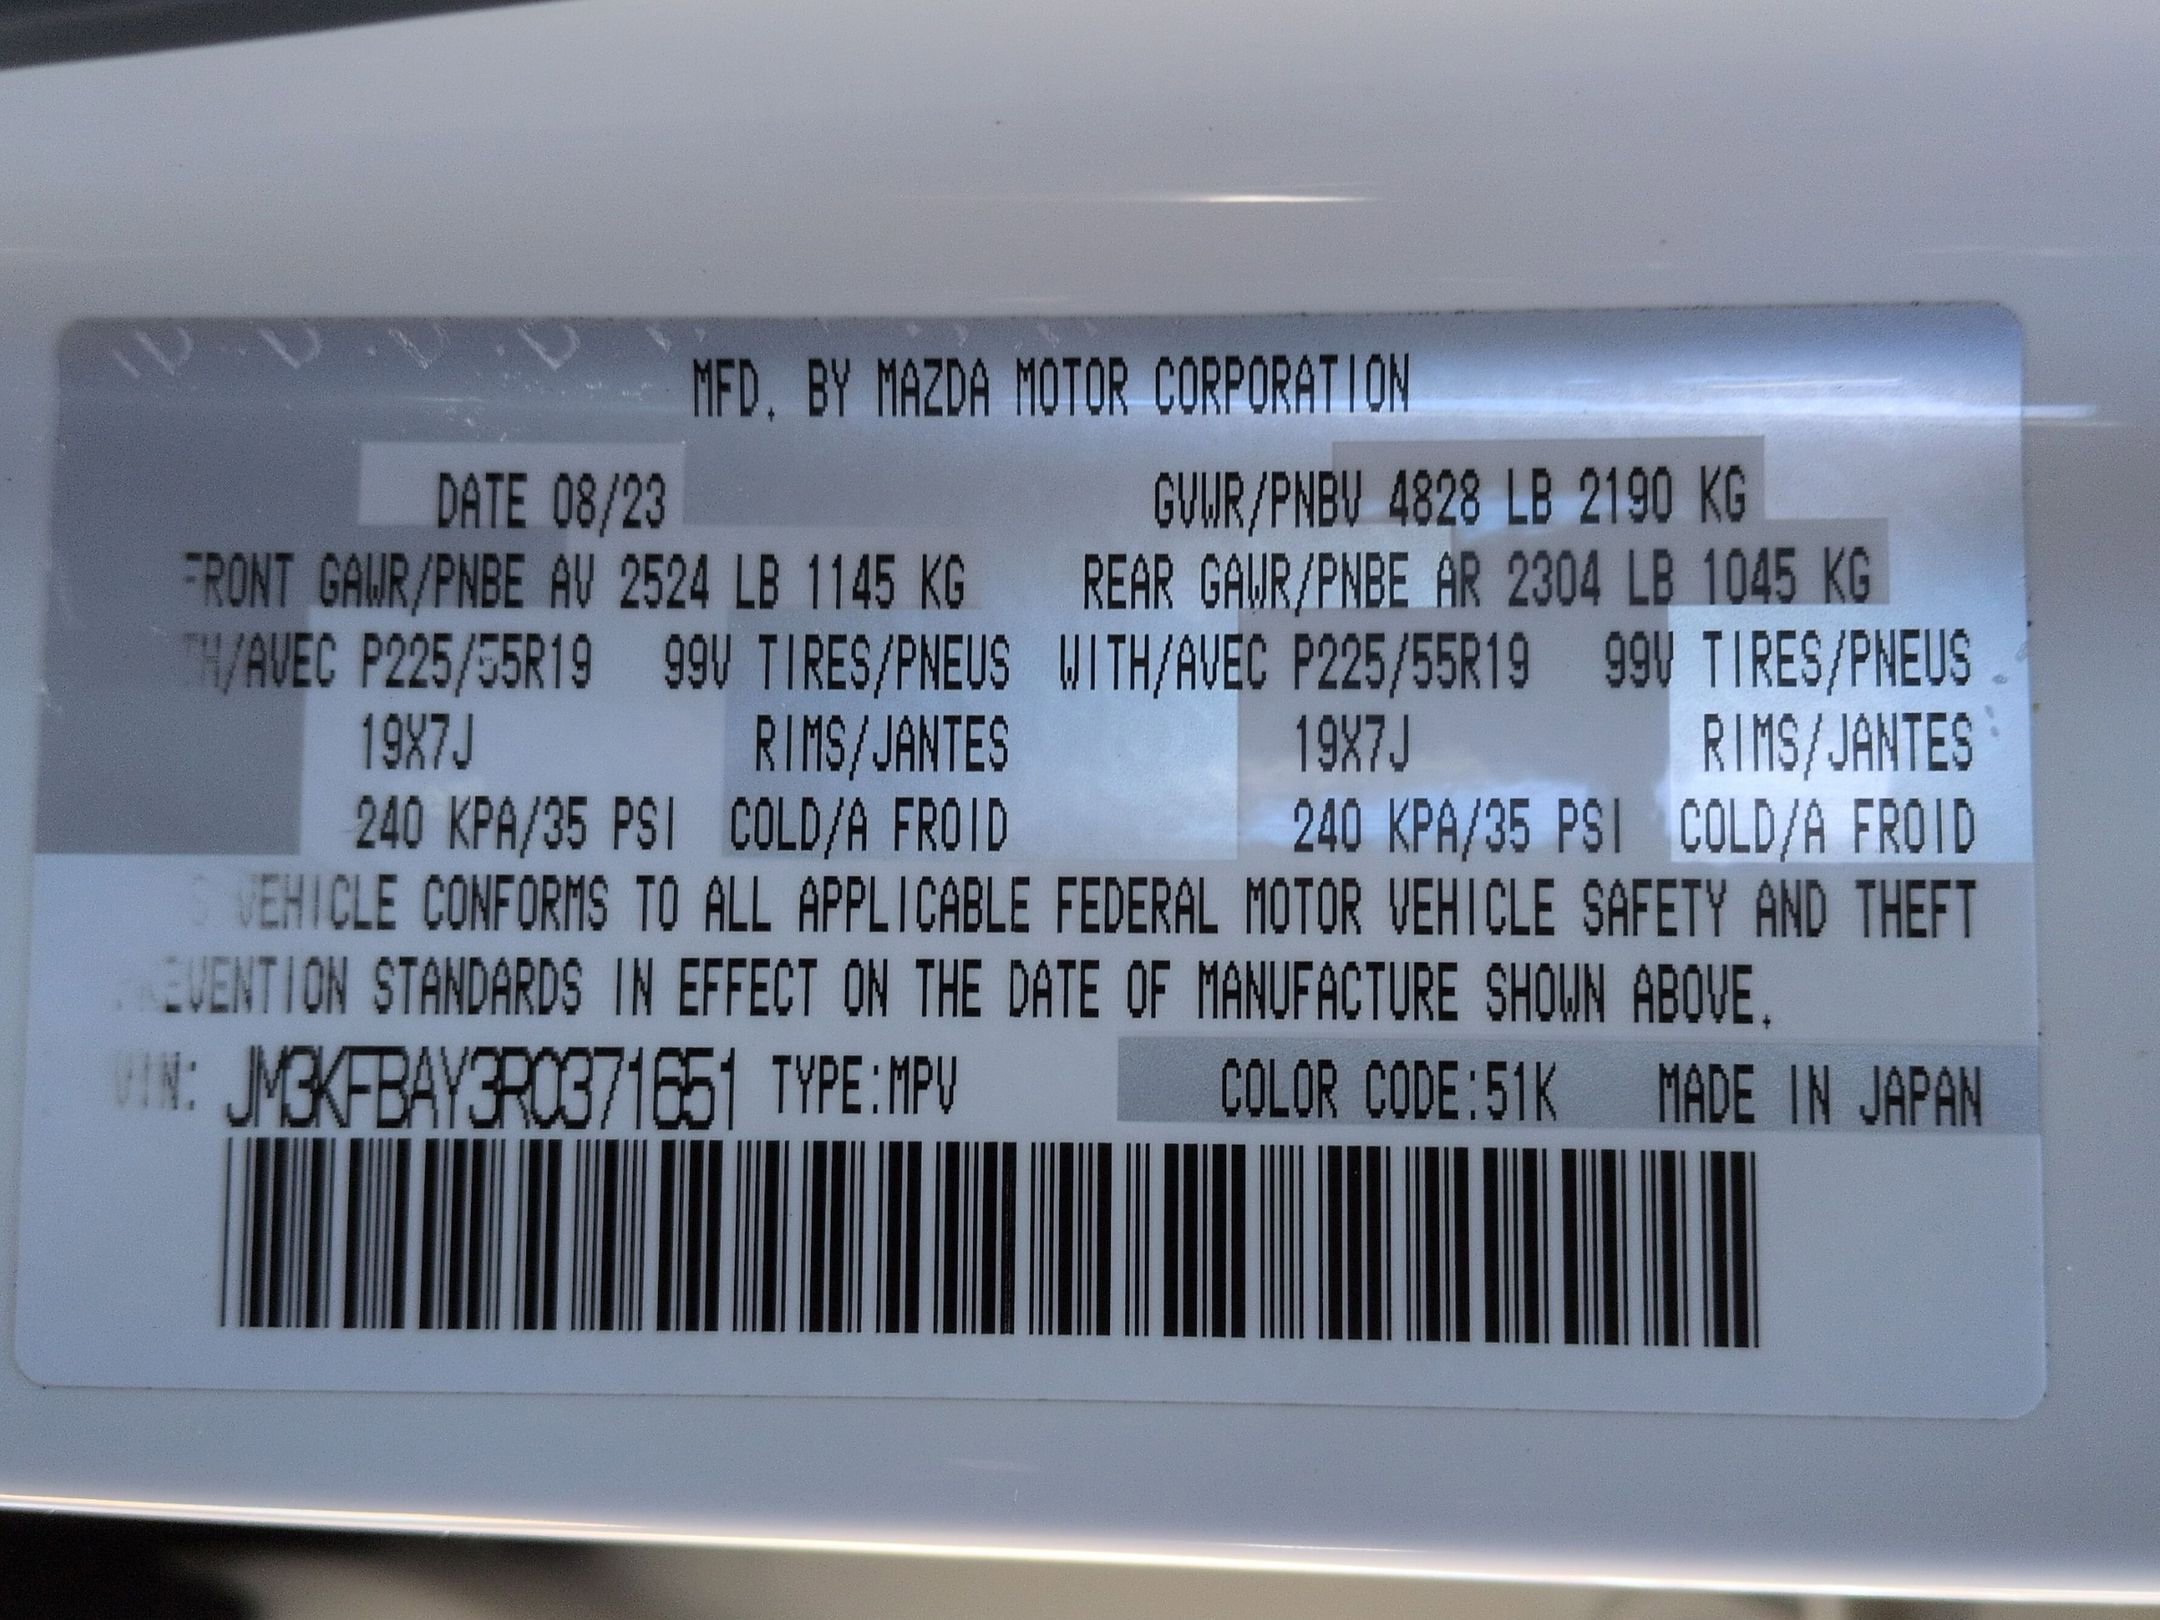 MFD. BY MAZDA MOTOR CORPORATION
DATE 08/23 GVWR/PNBV 4828 LB 2190 KG
FRONT GAWR/PNBE AV 2524 LB 1145 KG REAR GAWR/PNBE AR 2304 LB 1045 KG
TH/AVEC P225/55R19 99V TIRES/PNEUS WITH/AVEC P225/55R19 99V TIRES/PNEUS
19X7J RIMS/JANTES 19X7J RIMS/JANTES
240 KPA/35 PSI COLD/A FROID 240 KPA/35 PSI COLD/A FROID
VEHICLE CONFORMS TO ALL APPLICABLE FEDERAL MOTOR VEHICLE SAFETY AND THEFT
PREVENTION STANDARDS IN EFFECT ON THE DATE OF MANUFACTURE SHOWN ABOVE.
VIN: JM3KFBAY3R0371651 TYPE:MPV COLOR CODE:51K MADE IN JAPAN